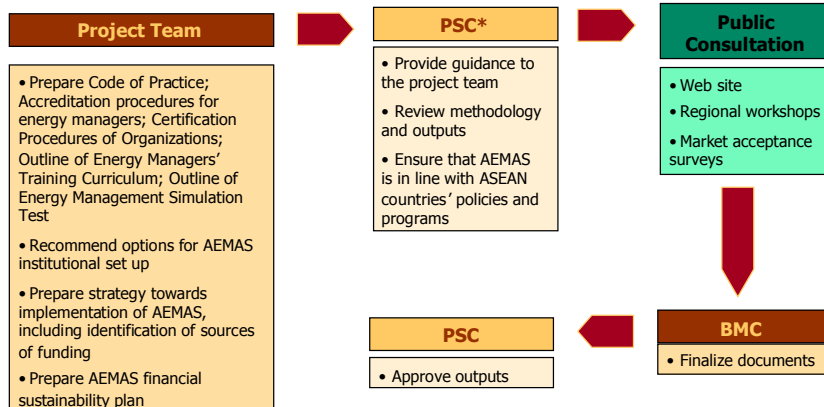 Project Team
• Prepare Code of Practice;
Accreditation procedures for
energy managers; Certification
Procedures of Organizations;
Outline of Energy Managers’
Training Curriculum; Outline of
Energy Management Simulation
Test
• Recommend options for AEMAS
institutional set up
• Prepare strategy towards
implementation of AEMAS,
including identification of sources
of funding
• Prepare AEMAS financial
sustainability plan
PSC*
• Provide guidance to
the project team
• Review methodology
and outputs
• Ensure that AEMAS
is in line with ASEAN
countries’ policies and
programs
Public
Consultation
• Web site
• Regional workshops
• Market acceptance
surveys
BMC
• Finalize documents
PSC
• Approve outputs